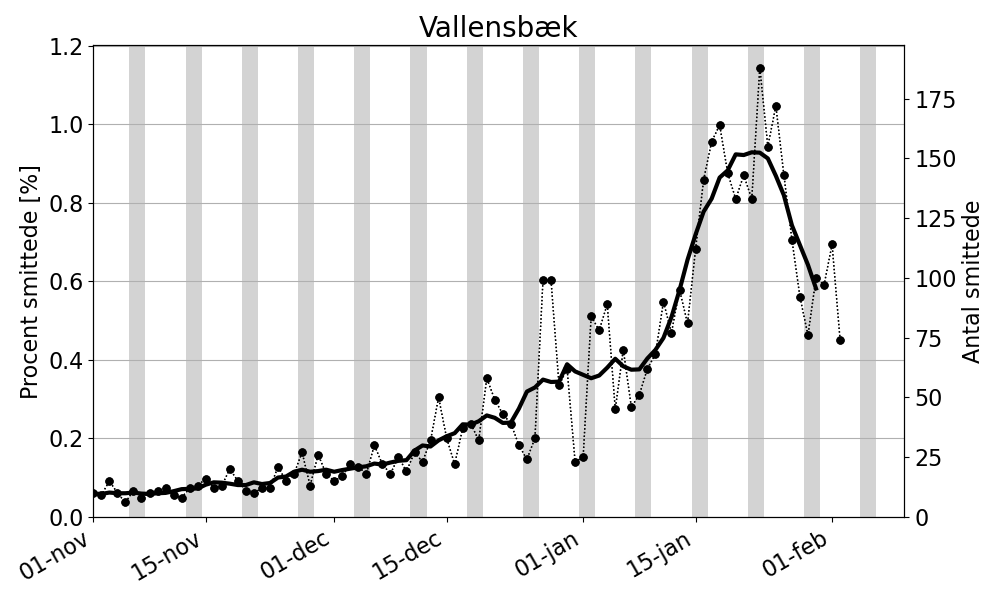 Vallensbæk
Procent smittede [%]
1.2
1.0
0.8
0.6
0.4
0.2
0.0
175
150
125
100
75
50
25
0
Antal smittede
01-nov
15-nov
01-dec
15-dec
01-jan
15-jan
01-feb